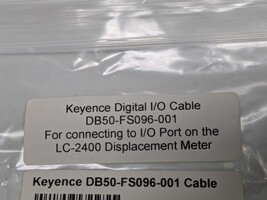 Keyence Digital I/O Cable
DB50-FS096-001
For connecting to I/O Port on the
LC-2400 Displacement Meter
Keyence DB50-FS096-001 Cable